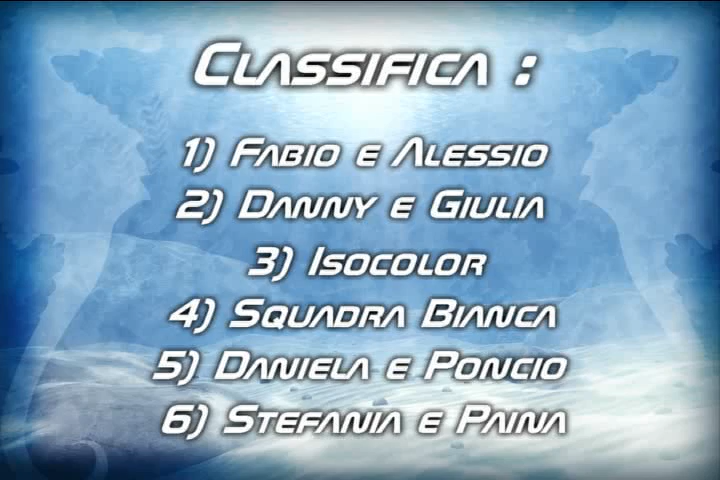 Classifica :
1) Fabio e Alessio
2) Danny e Giulia
3) Isocolor
4) Squadra Bianca
5) Daniela e Poncio
6) Stefania e Paina